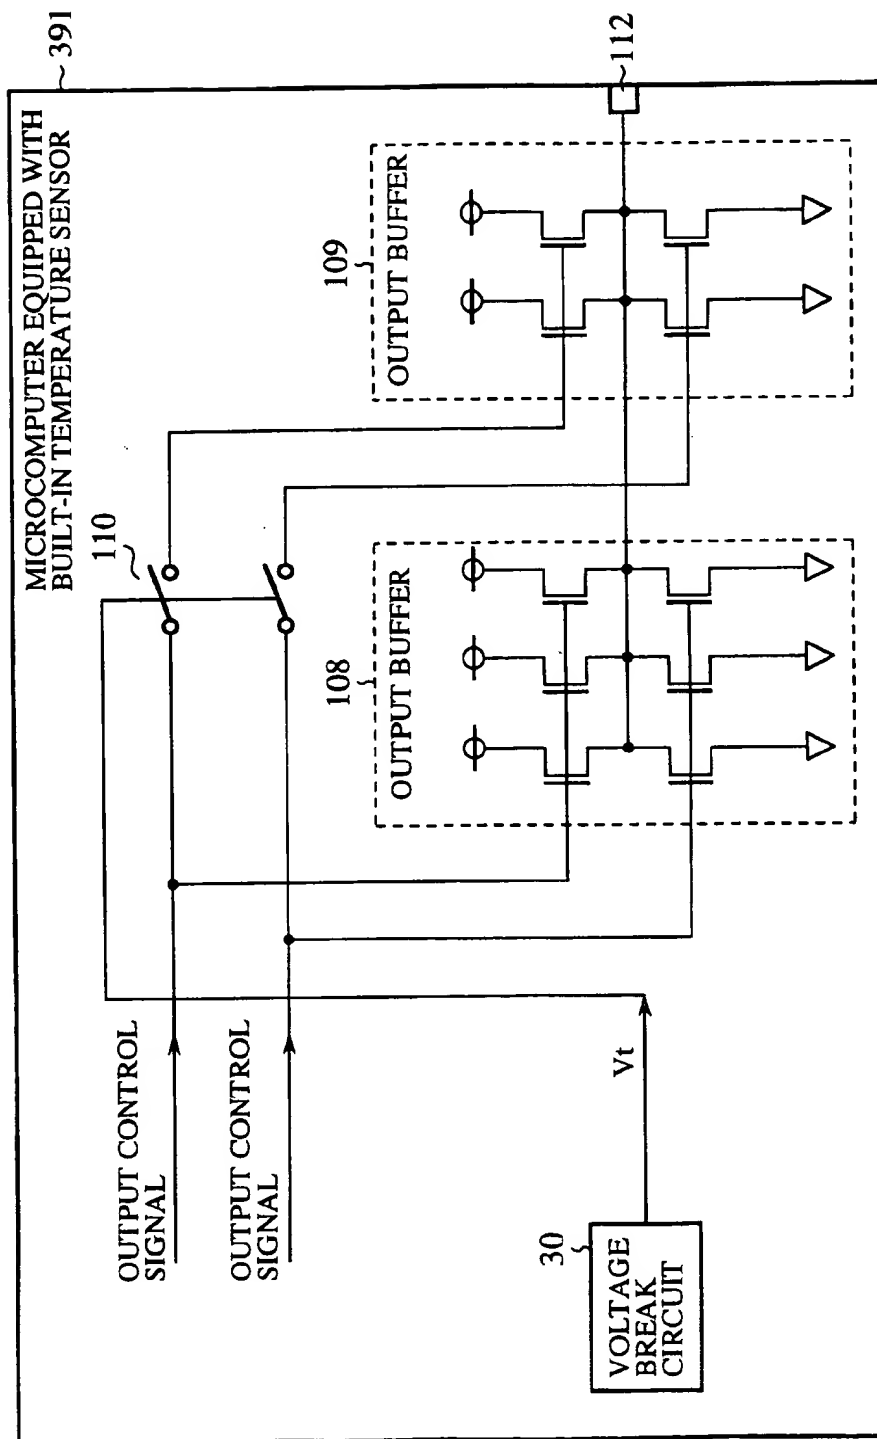 391
MICROCOMPUTER EQUIPPED WITH
BUILT-IN TEMPERATURE SENSOR
110
OUTPUT CONTROL
SIGNAL
OUTPUT CONTROL
SIGNAL
108
OUTPUT BUFFER
109
OUTPUT BUFFER
112
30
VOLTAGE
BREAK
CIRCUIT
Vt